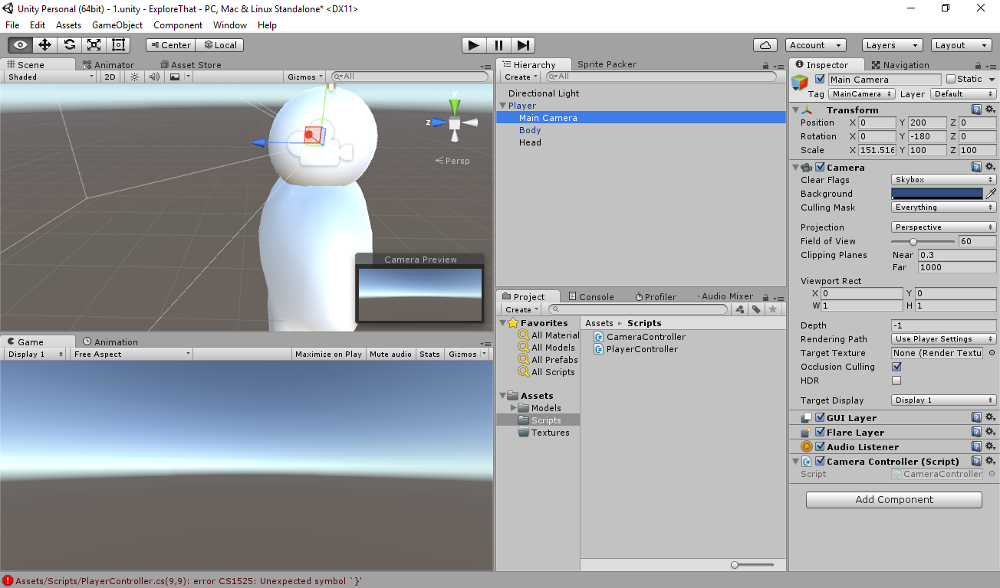 Unity Personal (64bit) - 1.unity - ExploreThat - PC, Mac & Linux Standalone* <DX11>
File Edit Assets GameObject Component Window Help
Center Local Account Layers Layout
Scene Animator Asset Store
Shaded 2D Gizmos All
y
z
Persp
Camera Preview
Game Animation
Display 1 Free Aspect Maximize on Play Mute audio Stats Gizmos
Hierarchy Sprite Packer
Create All
Directional Light
Player
Main Camera
Body
Head
Project Console Profiler Audio Mixer
Create
Favorites
All Material
All Models
All Prefabs
All Scripts
Assets
Models
Scripts
Textures
Assets Scripts
CameraController
PlayerController
Inspector Navigation
Main Camera Static
Tag MainCamera Layer Default
Transform
Position X 0 Y 200 Z 0
Rotation X 0 Y -180 Z 0
Scale X 151.516 Y 100 Z 100
Camera
Clear Flags Skybox
Background
Culling Mask Everything
Projection Perspective
Field of View 60
Clipping Planes Near 0.3
Far 1000
Viewport Rect
X 0 Y 0
W 1 H 1
Depth -1
Rendering Path Use Player Settings
Target Texture None (Render Textu
Occlusion Culling
HDR
Target Display Display 1
GUI Layer
Flare Layer
Audio Listener
Camera Controller (Script)
Script CameraController
Add Component
Assets/Scripts/PlayerController.cs(9,9): error CS1525: Unexpected symbol `}'